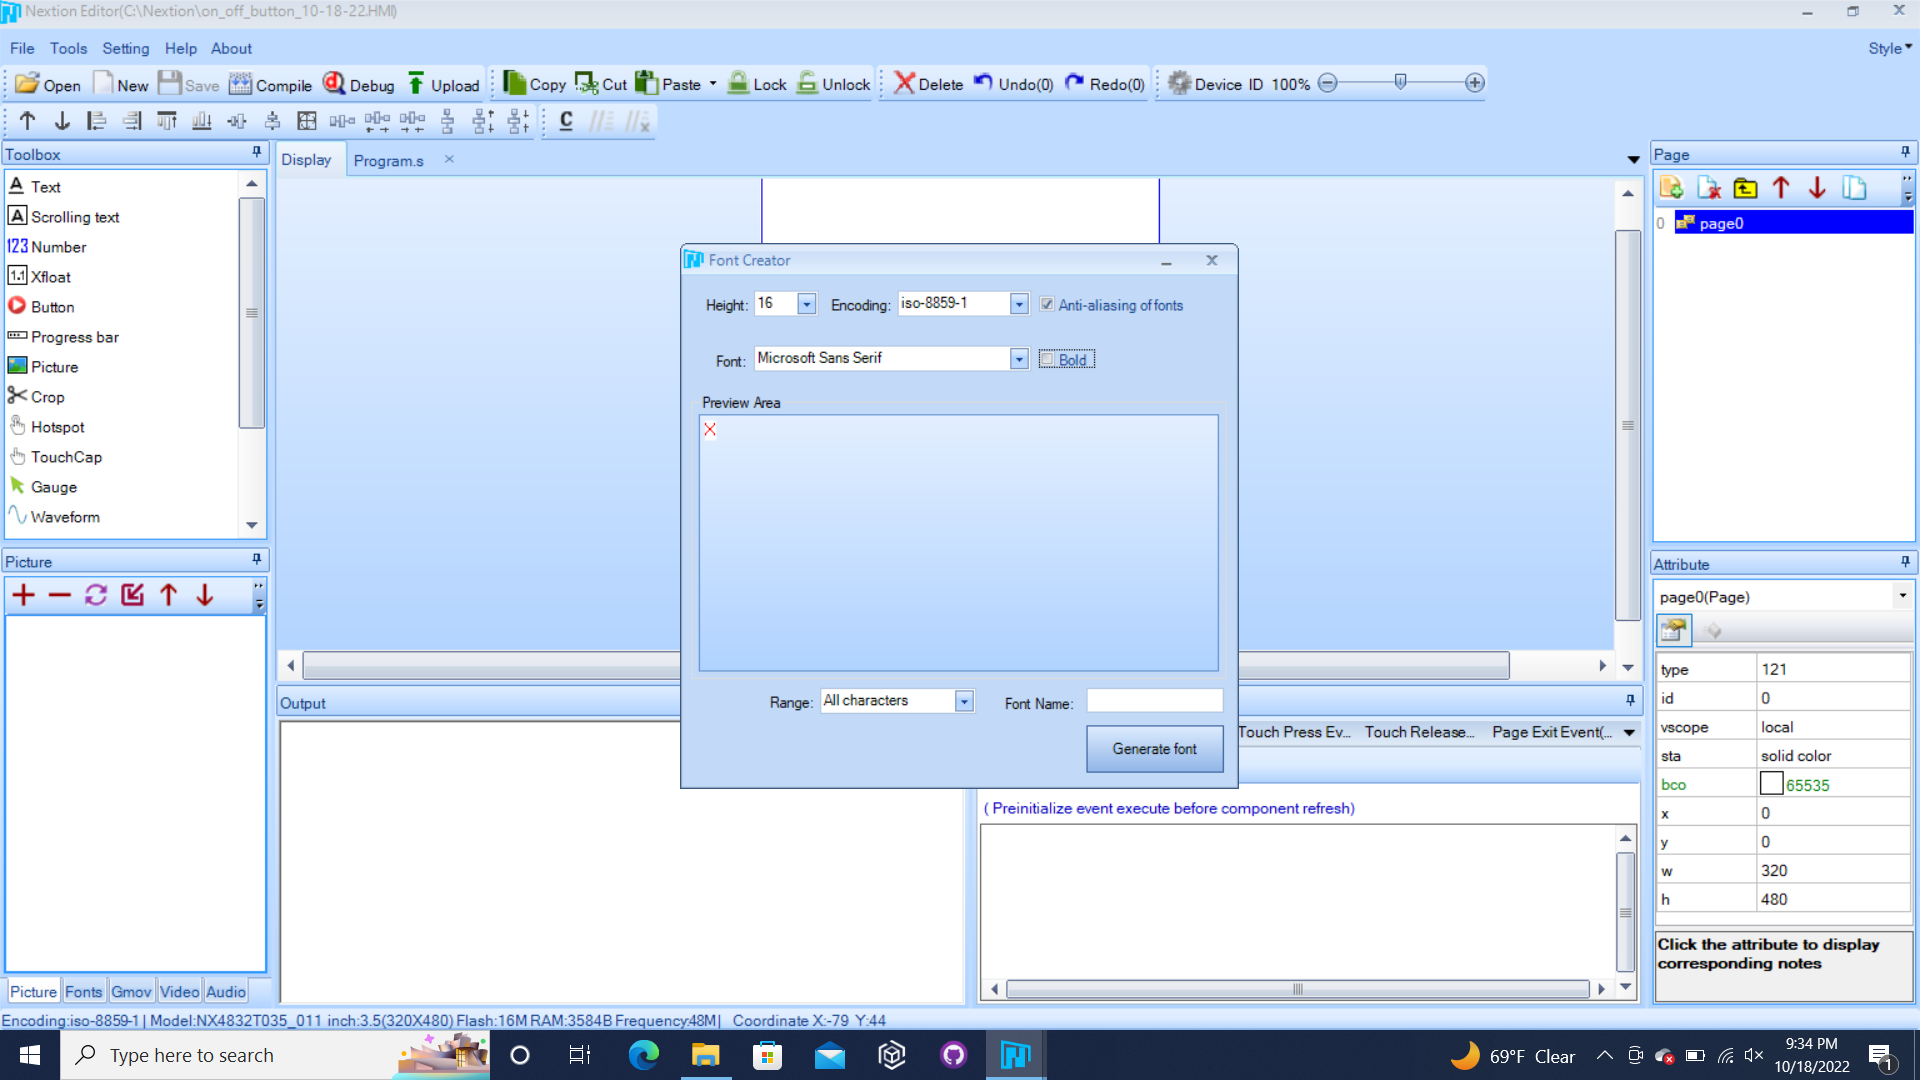 Nextion Editor(C:\Nextion\on_off_button_10-18-22.HMI)
File Tools Setting Help About Style
Open New Save Compile Debug Upload Copy Cut Paste Lock Unlock Delete Undo(0) Redo(0) Device ID 100%
C
Toolbox
A Text
A Scrolling text
123 Number
1.1 Xfloat
Button
Progress bar
Picture
Crop
Hotspot
TouchCap
Gauge
Waveform
Display Program.s
Page
0 page0
Font Creator
Height: 16 Encoding: iso-8859-1 Anti-aliasing of fonts
Font: Microsoft Sans Serif Bold
Preview Area
Range: All characters Font Name:
Generate font
Picture
Picture Fonts Gmov Video Audio
Output
Touch Press Ev... Touch Release... Page Exit Event(...
( Preinitialize event execute before component refresh)
Attribute
page0(Page)
type 121
id 0
vscope local
sta solid color
bco 65535
x 0
y 0
w 320
h 480
Click the attribute to display
corresponding notes
Encoding:iso-8859-1 | Model:NX4832T035_011 inch:3.5(320X480) Flash:16M RAM:3584B Frequency:48M | Coordinate X:-79 Y:44
Type here to search
69°F Clear
9:34 PM
10/18/2022
1